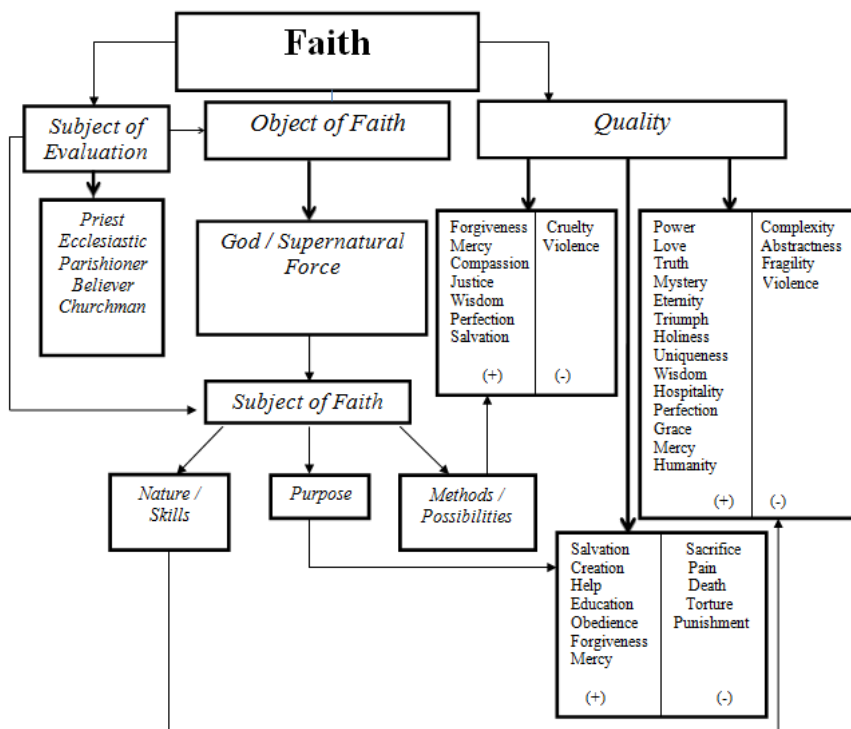 Faith
Subject of
Evaluation
Object of Faith
Quality
Priest
Ecclesiastic
Parishioner
Believer
Churchman
God / Supernatural
Force
Forgiveness
Mercy
Compassion
Justice
Wisdom
Perfection
Salvation
(+)
Cruelty
Violence
(-)
Power
Love
Truth
Mystery
Eternity
Triumph
Holiness
Uniqueness
Wisdom
Hospitality
Perfection
Grace
Mercy
Humanity
(+)
Complexity
Abstractness
Fragility
Violence
(-)
Subject of Faith
Nature /
Skills
Purpose
Methods /
Possibilities
Salvation
Creation
Help
Education
Obedience
Forgiveness
Mercy
(+)
Sacrifice
Pain
Death
Torture
Punishment
(-)